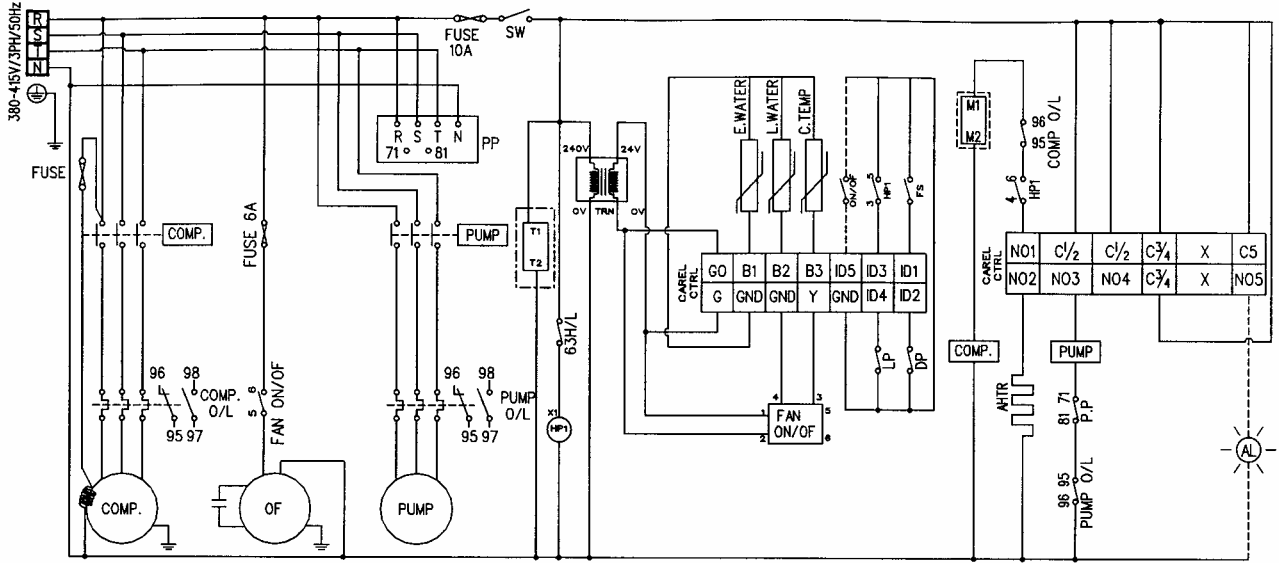 380-415V/3PH/50Hz
R
S
T
N
FUSE
10A
SW
R S T N
71 81
PP
FUSE
COMP.
FUSE 6A
PUMP
240V
24V
0V
TRN
0V
T1
T2
E.WATER
L.WATER
C.TEMP
ON/OF
5
HP1
3
FS
M1
M2
96
95
COMP O/L
6
HP1
4
CAREL
CTRL
GO B1 B2 B3 ID5 ID3 ID1
G GND GND Y GND ID4 ID2
CAREL
CTRL
NO1 C1/2 C1/2 C3/4 X C5
NO2 NO3 NO4 C3/4 X NO5
63H/L
LP
DP
COMP.
PUMP
96 98
95 97
COMP.
O/L
6
5
FAN ON/OF
96 98
95 97
PUMP
O/L
X1
HP1
4 3
1 5
2 6
FAN
ON/OF
AHTR
71
81
P.P
95
96
PUMP O/L
AL
COMP.
OF
PUMP